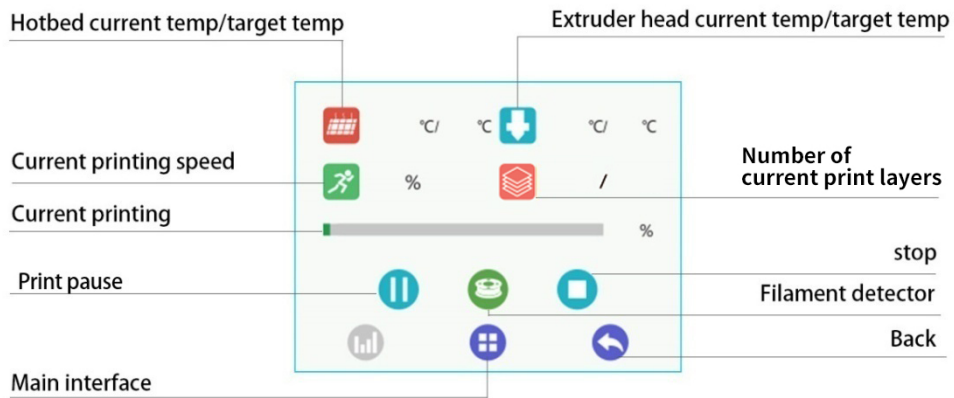 Hotbed current temp/target temp
Extruder head current temp/target temp
℃/ ℃
℃/ ℃
Current printing speed
%
/
Number of
current print layers
Current printing
%
Print pause
stop
Filament detector
Back
Main interface